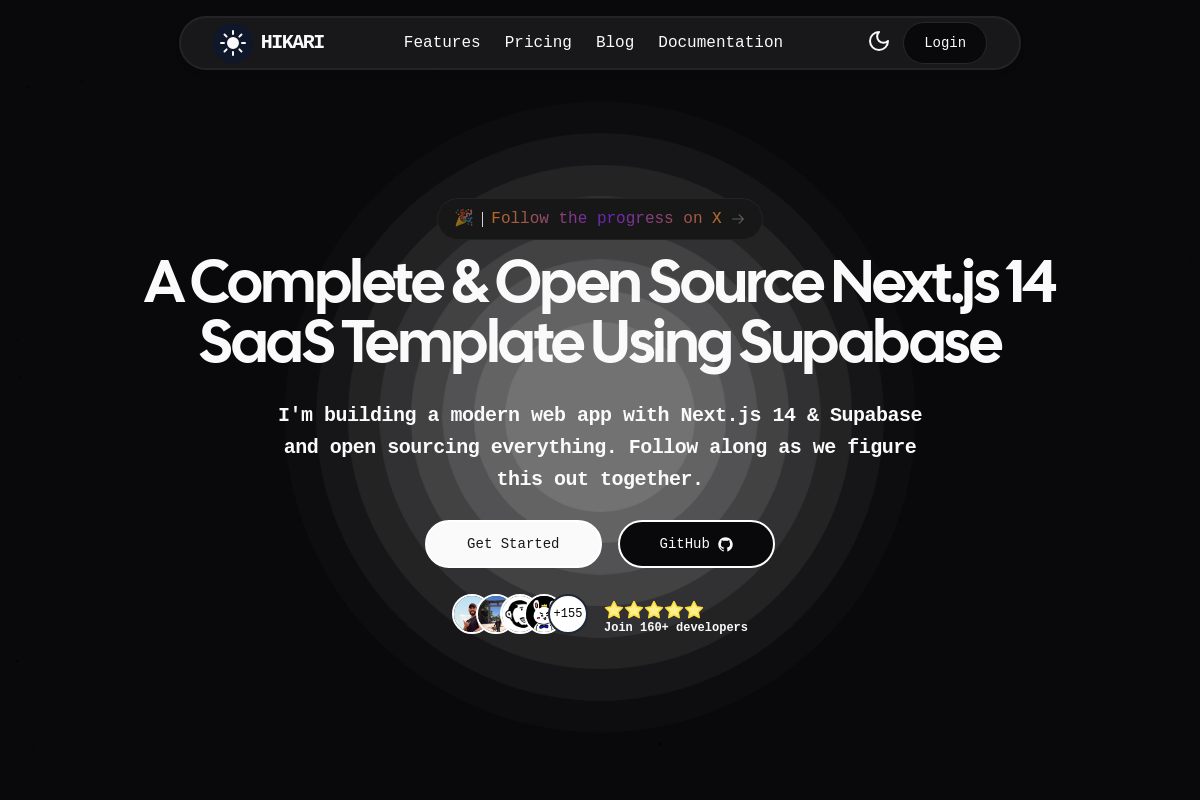 HIKARI
Features
Pricing
Blog
Documentation
Login
🎉 | Follow the progress on X →
A Complete & Open Source Next.js 14
SaaS Template Using Supabase
I'm building a modern web app with Next.js 14 & Supabase
and open sourcing everything. Follow along as we figure
this out together.
Get Started
GitHub
+155
⭐⭐⭐⭐⭐
Join 160+ developers